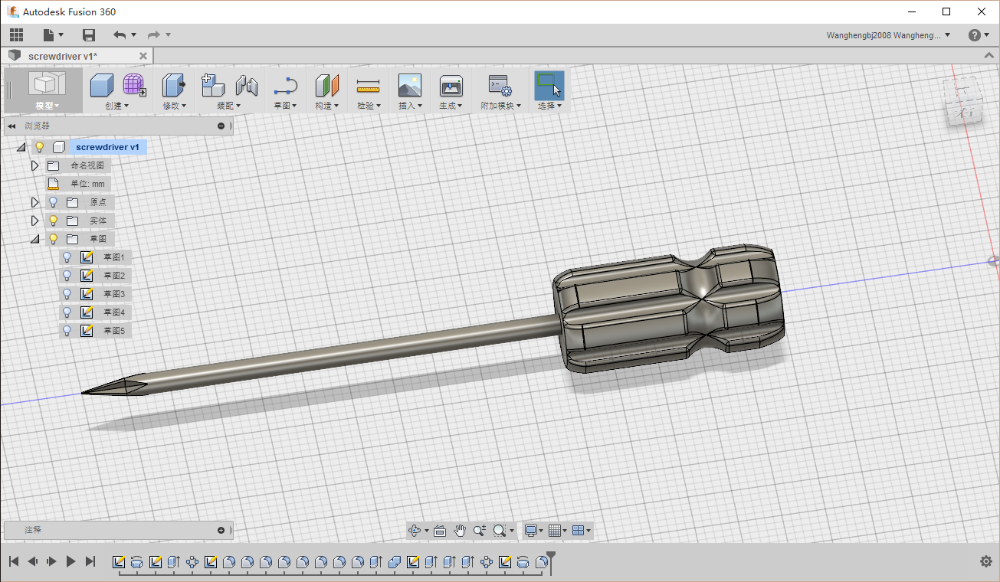 Autodesk Fusion 360
Wanghengbj2008 Wangheng...
screwdriver v1*
模型 创建 修改 装配 草图 构造 检验 插入 生成 附加模块 选择
浏览器
screwdriver v1
命名视图
单位: mm
原点
实体
草图
草图1
草图2
草图3
草图4
草图5
右
注释